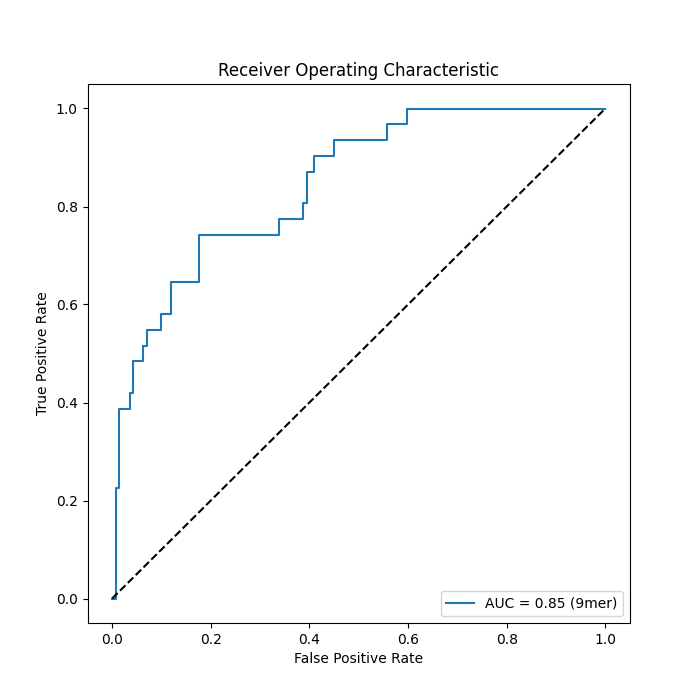 Receiver Operating Characteristic
1.0
0.8
0.6
0.4
0.2
0.0
True Positive Rate
AUC = 0.85 (9mer)
0.0 0.2 0.4 0.6 0.8 1.0
False Positive Rate